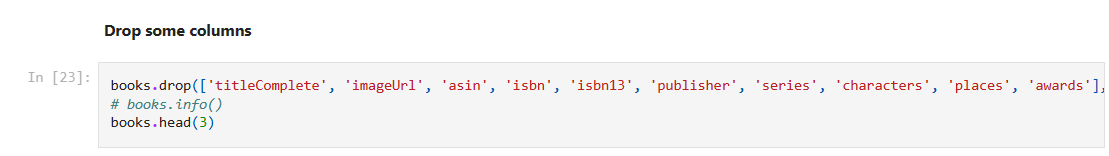 Drop some columns
In [23]:
books.drop(['titleComplete', 'imageUrl', 'asin', 'isbn', 'isbn13', 'publisher', 'series', 'characters', 'places', 'awards'],
# books.info()
books.head(3)